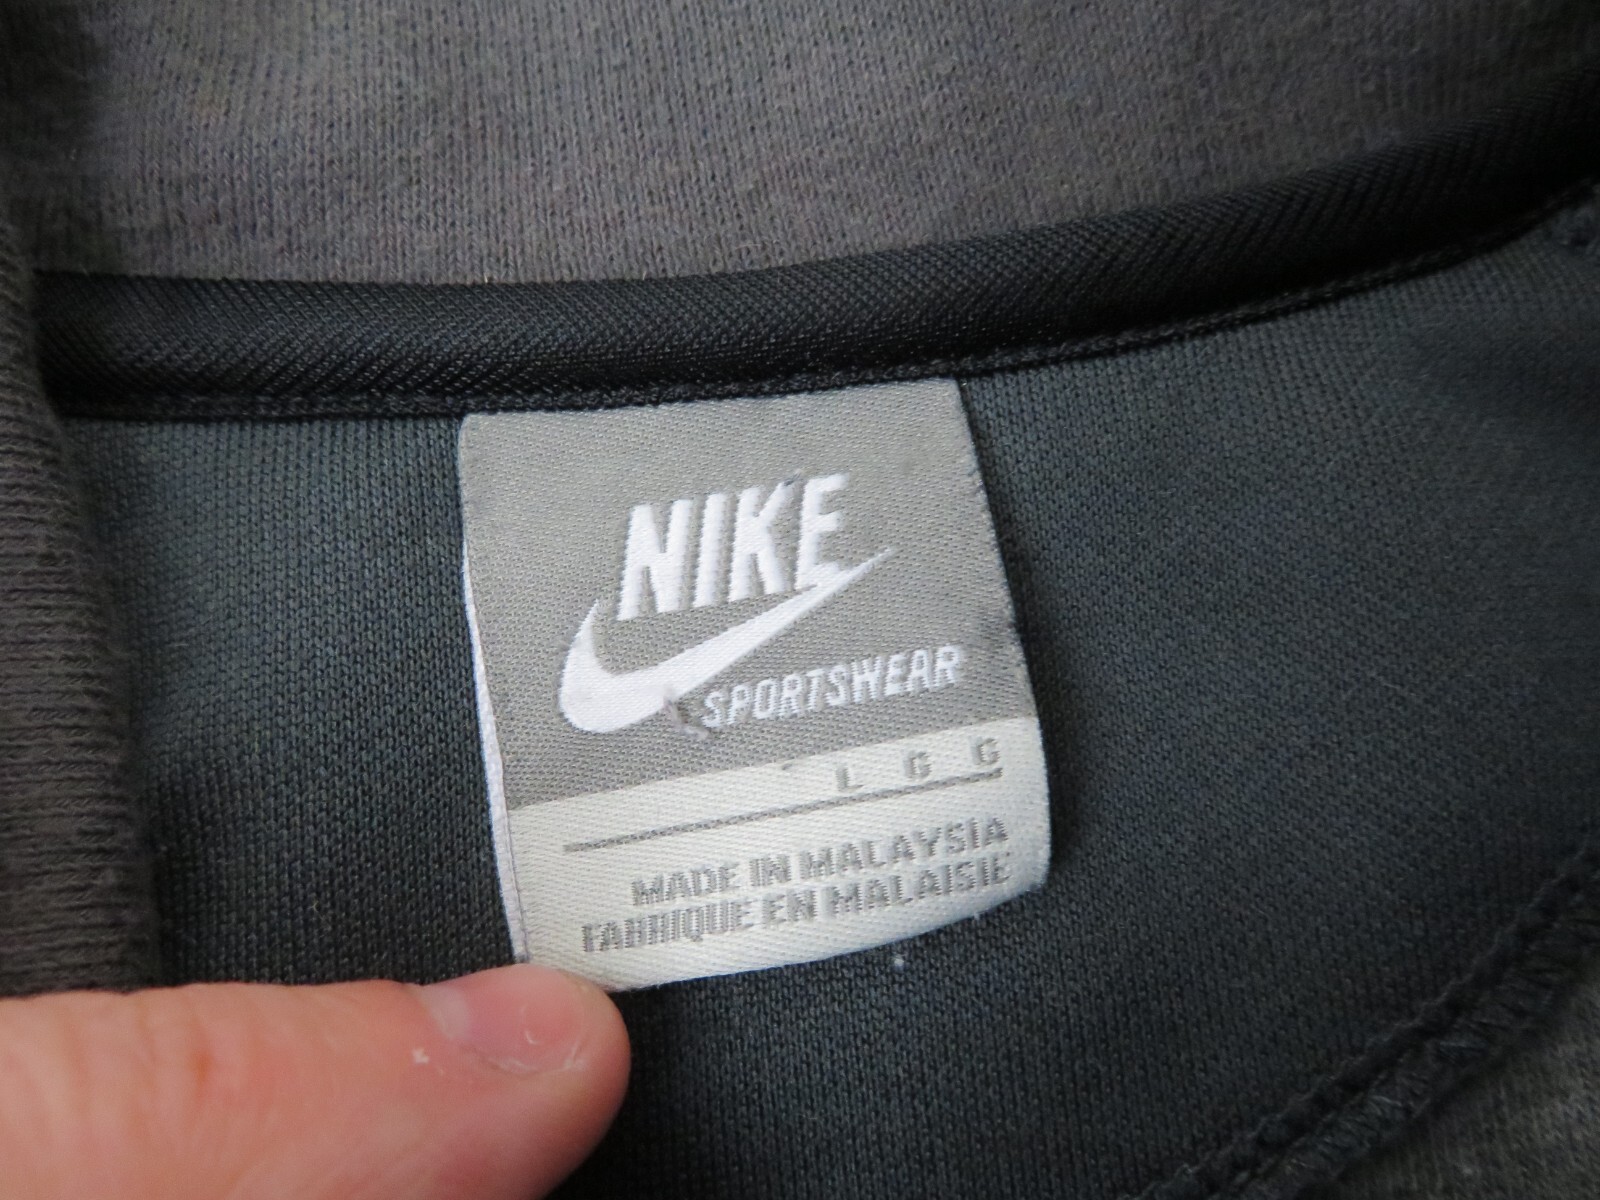 NIKE
SPORTSWEAR
L G G
MADE IN MALAYSIA
FABRIQUE EN MALAISIE